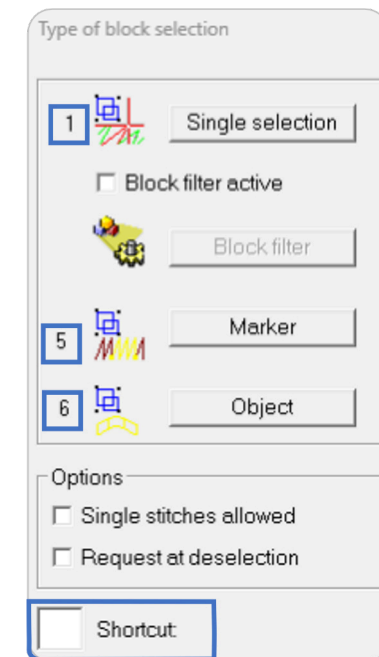 Type of block selection
1 Single selection
Block filter active
Block filter
5 Marker
6 Object
Options
Single stitches allowed
Request at deselection
Shortcut: